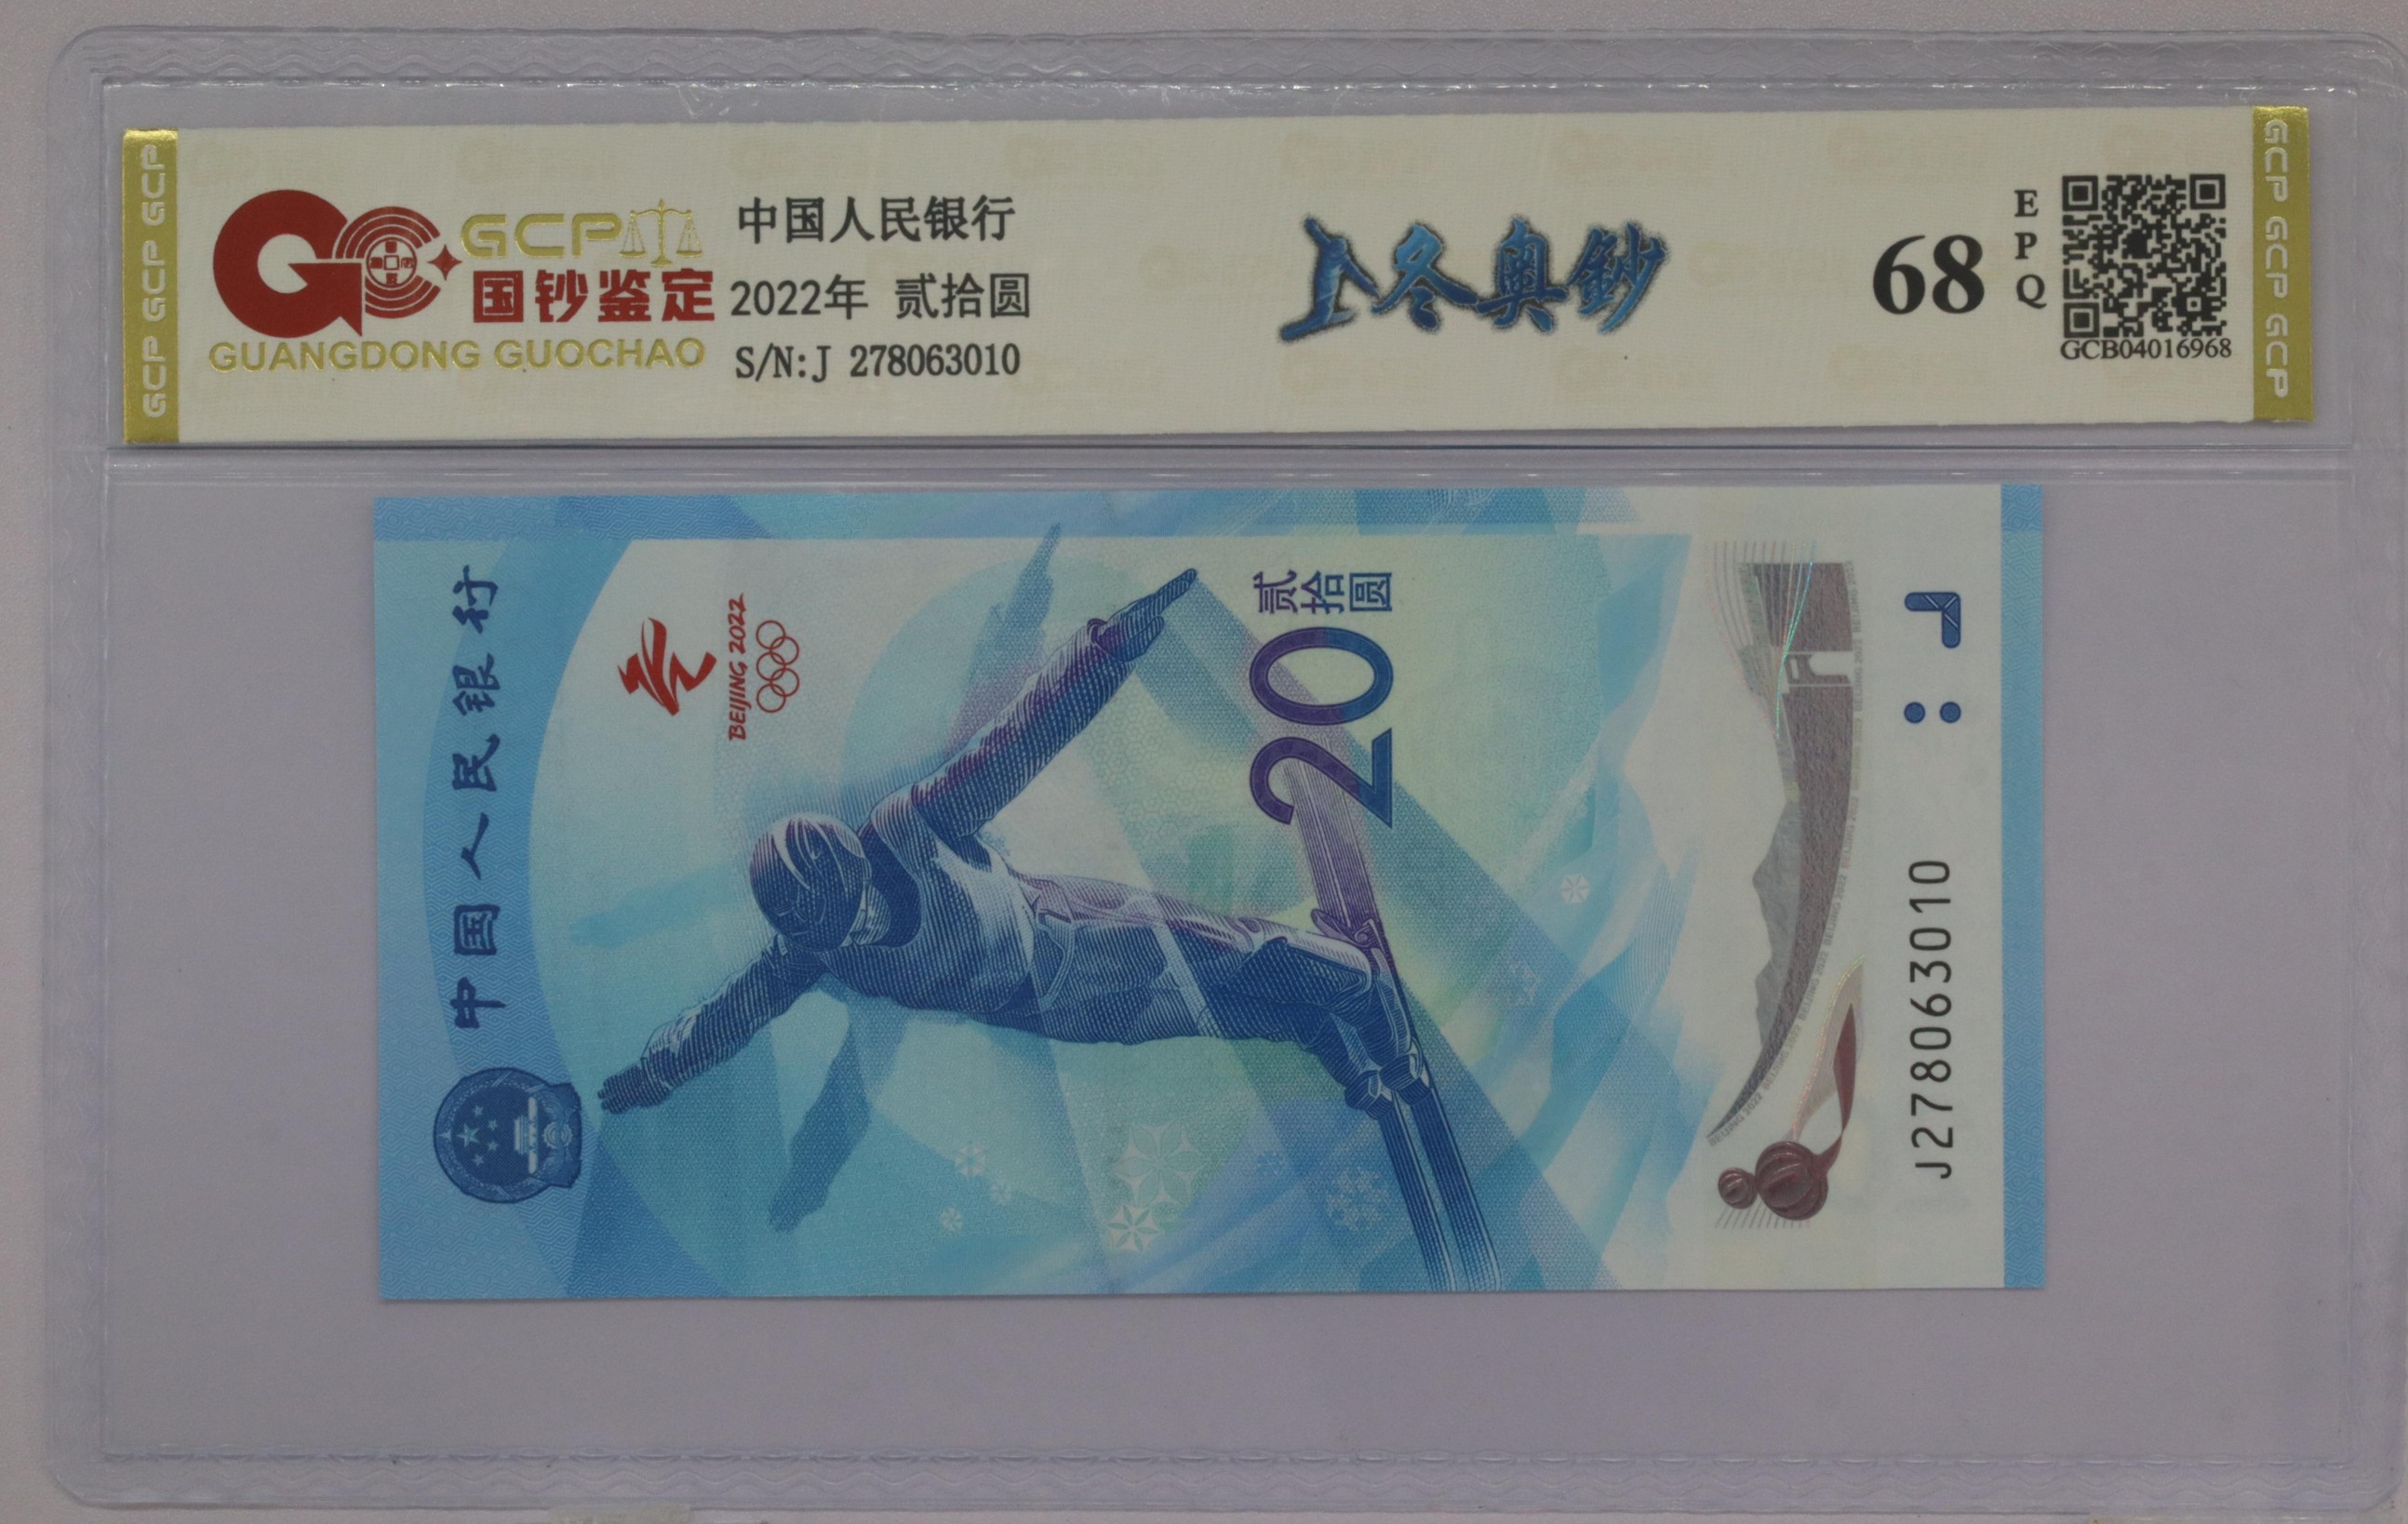 GCP GCP GCP
GCP
国钞鉴定
GUANGDONG GUOCHAO
中国人民银行
2022年 贰拾圆
S/N:J 278063010
冬奥鈔
68
EPQ
GCB04016968
GCP GCP GCP
中国人民银行
BEIJING 2022
贰拾圆
20
J278063010